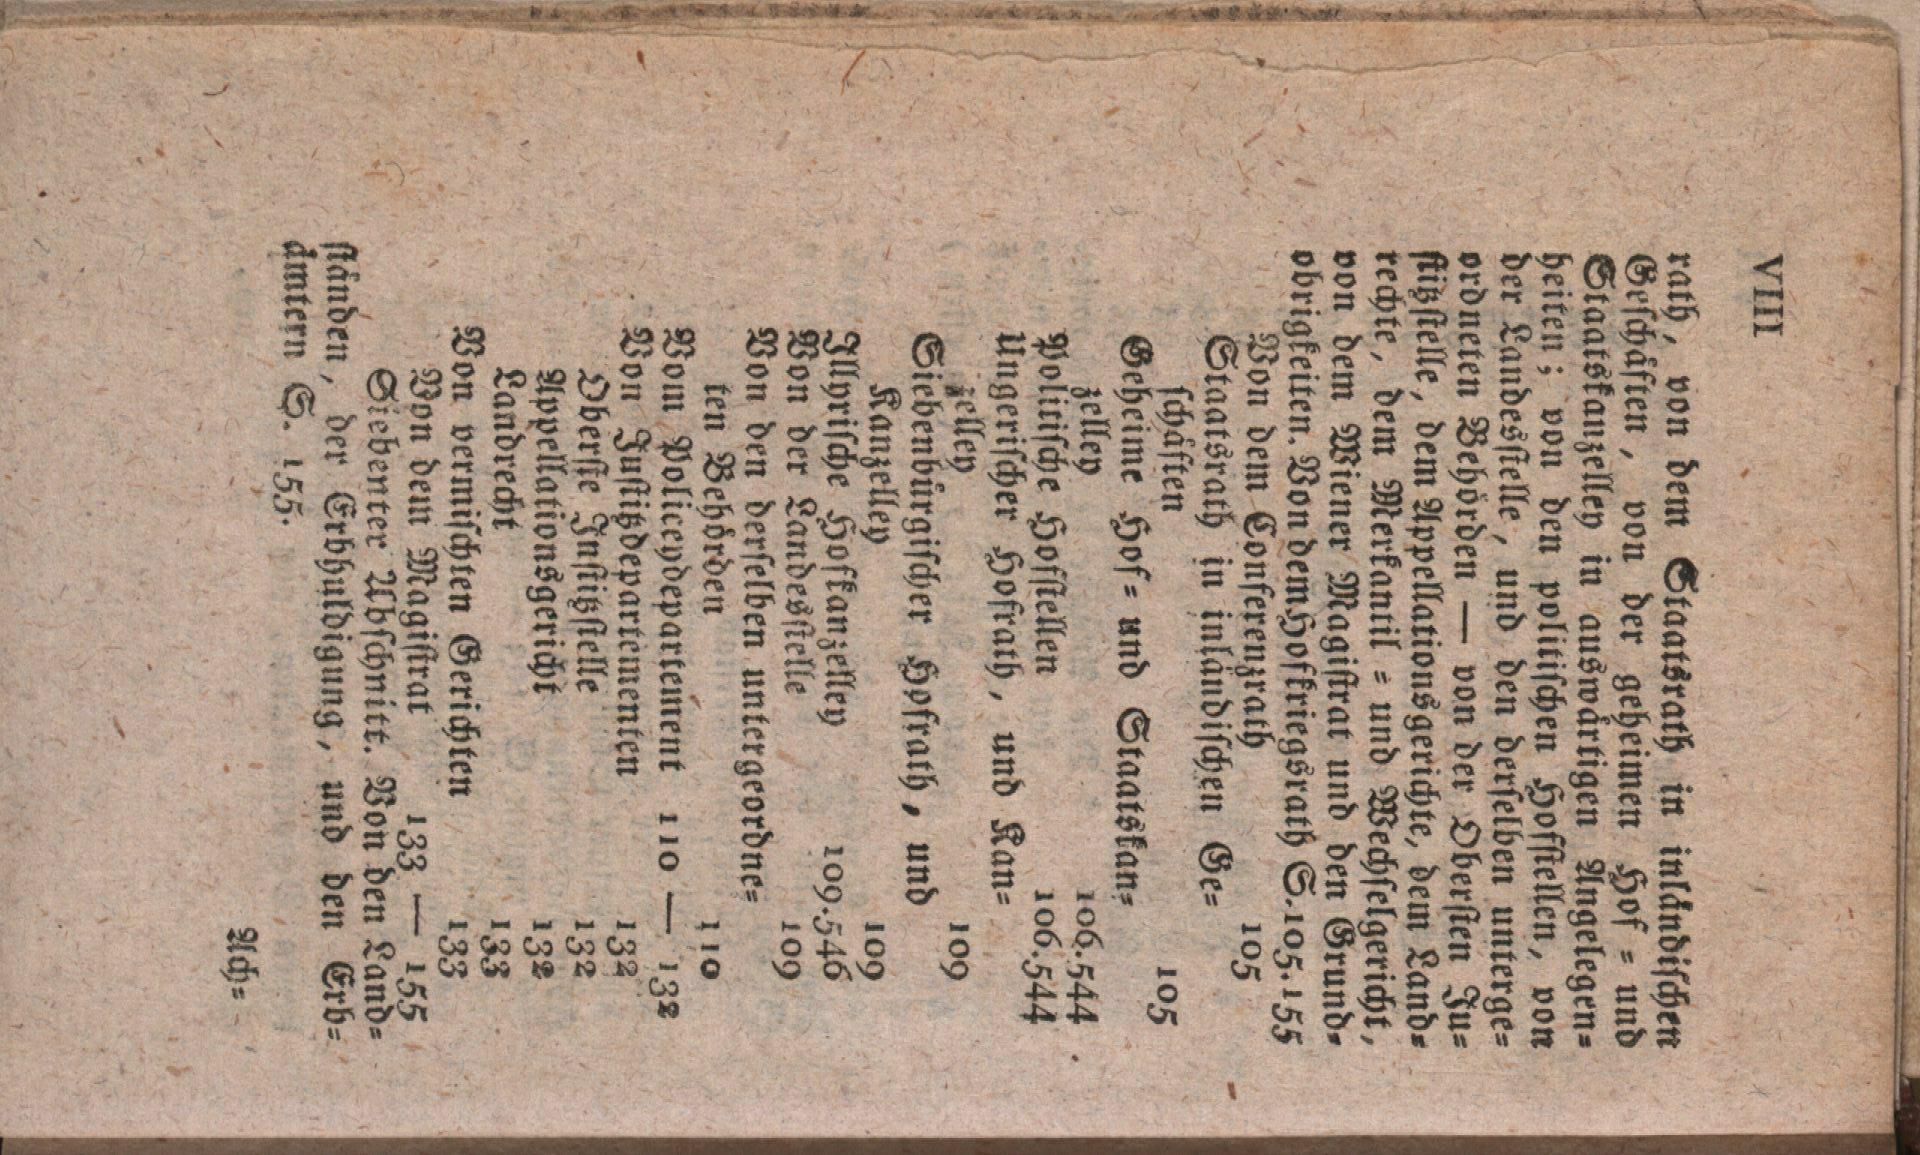 VIII
rath, von dem Staatsrath in inländischen
Geschäften, von der geheimen Hof = und
Staatskanzelley in auswärtigen Angelegen=
heiten; von den politischen Hofstellen, von
der Landesstelle, und den derselben unterge=
ordneten Behörden — von der Obersten Ju=
stizstelle, dem Appellationsgerichte, dem Land=
rechte, dem Merkantil = und Wechselgericht,
von dem Wiener Magistrat und den Grund=
obrigkeiten. Von dem Hofkriegsrath S. 105. 155
Von dem Conferenzrath 105
Staatsrath in inländischen Ge=
schäften 105
Geheime Hof = und Staatskan=
zelley 106. 544
Politische Hofstellen 106. 544
Ungerischer Hofrath, und Kan=
zelley 109
Siebenbürgischer Hofrath, und
Kanzelley 109
Illyrische Hofkanzelley 109. 546
Von der Landesstelle 109
Von den derselben untergeordne=
ten Behörden 110
Vom Policeydepartement 110 — 132
Von Justizdepartementen 132
Oberste Justizstelle 132
Appellationsgericht 132
Landrecht 133
Von vermischten Gerichten 133
Von dem Magistrat 133 — 155
Siebenter Abschnitt. Von den Land=
ständen, der Erbhuldigung, und den Erb=
ämtern S. 155.
Ach=